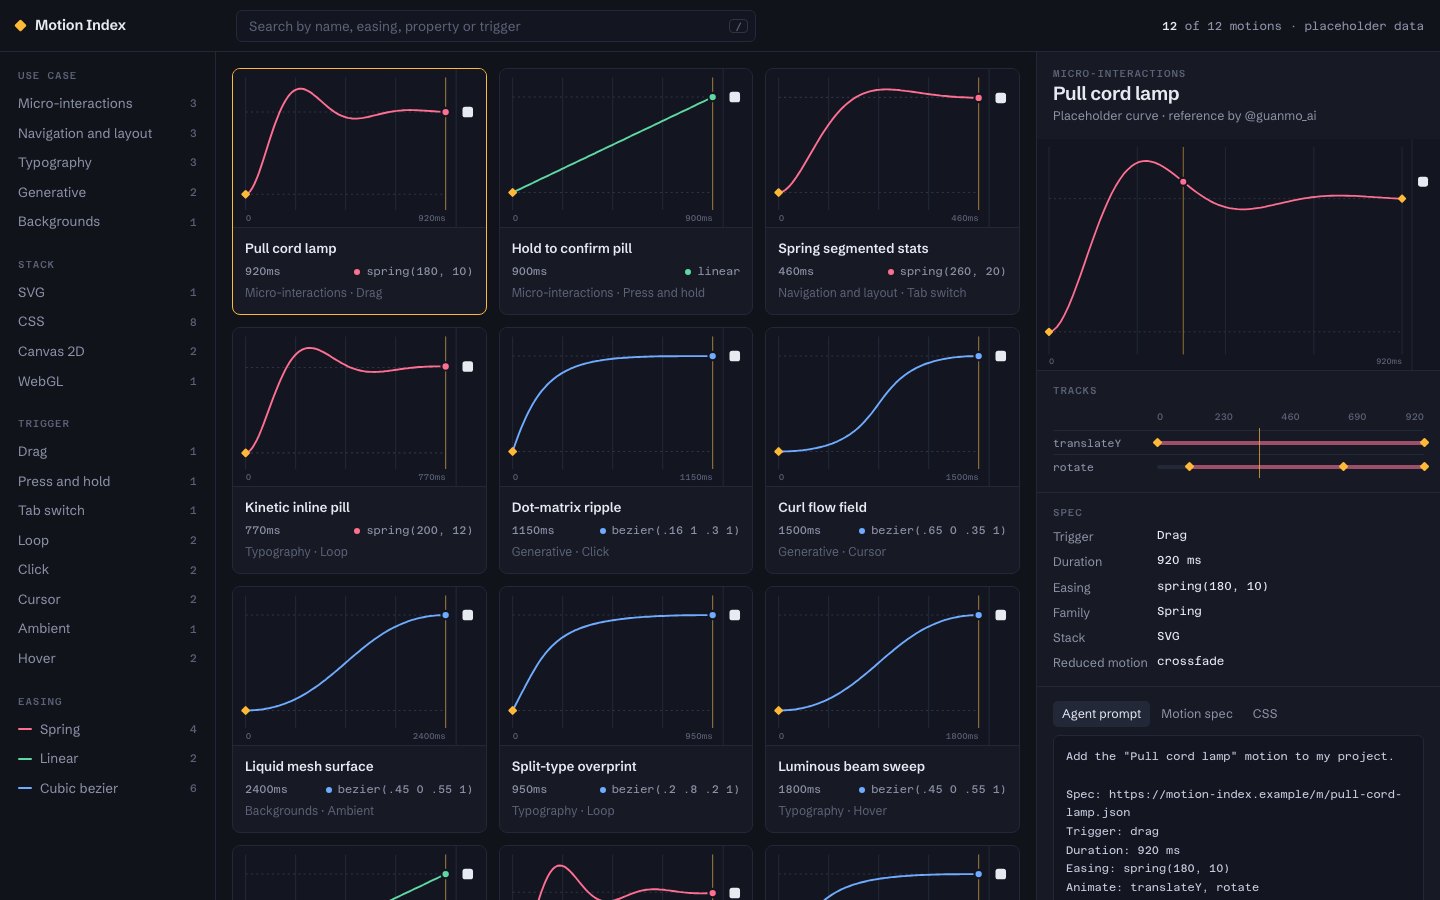 Motion Index
Search by name, easing, property or trigger
/
12 of 12 motions · placeholder data
USE CASE
Micro-interactions 3
Navigation and layout 3
Typography 3
Generative 2
Backgrounds 1
STACK
SVG 1
CSS 8
Canvas 2D 2
WebGL 1
TRIGGER
Drag 1
Press and hold 1
Tab switch 1
Loop 2
Click 2
Cursor 2
Ambient 1
Hover 2
EASING
Spring 4
Linear 2
Cubic bezier 6
0 920ms
Pull cord lamp
920ms spring(180, 10)
Micro-interactions · Drag
0 900ms
Hold to confirm pill
900ms linear
Micro-interactions · Press and hold
0 460ms
Spring segmented stats
460ms spring(260, 20)
Navigation and layout · Tab switch
0 770ms
Kinetic inline pill
770ms spring(200, 12)
Typography · Loop
0 1150ms
Dot-matrix ripple
1150ms bezier(.16 1 .3 1)
Generative · Click
0 1500ms
Curl flow field
1500ms bezier(.65 0 .35 1)
Generative · Cursor
0 2400ms
Liquid mesh surface
2400ms bezier(.45 0 .55 1)
Backgrounds · Ambient
0 950ms
Split-type overprint
950ms bezier(.2 .8 .2 1)
Typography · Loop
0 1800ms
Luminous beam sweep
1800ms bezier(.45 0 .55 1)
Typography · Hover
MICRO-INTERACTIONS
Pull cord lamp
Placeholder curve · reference by @guanmo_ai
0 920ms
TRACKS
0 230 460 690 920
translateY
rotate
SPEC
Trigger Drag
Duration 920 ms
Easing spring(180, 10)
Family Spring
Stack SVG
Reduced motion crossfade
Agent prompt Motion spec CSS
Add the "Pull cord lamp" motion to my project.
Spec: https://motion-index.example/m/pull-cord-
lamp.json
Trigger: drag
Duration: 920 ms
Easing: spring(180, 10)
Animate: translateY, rotate